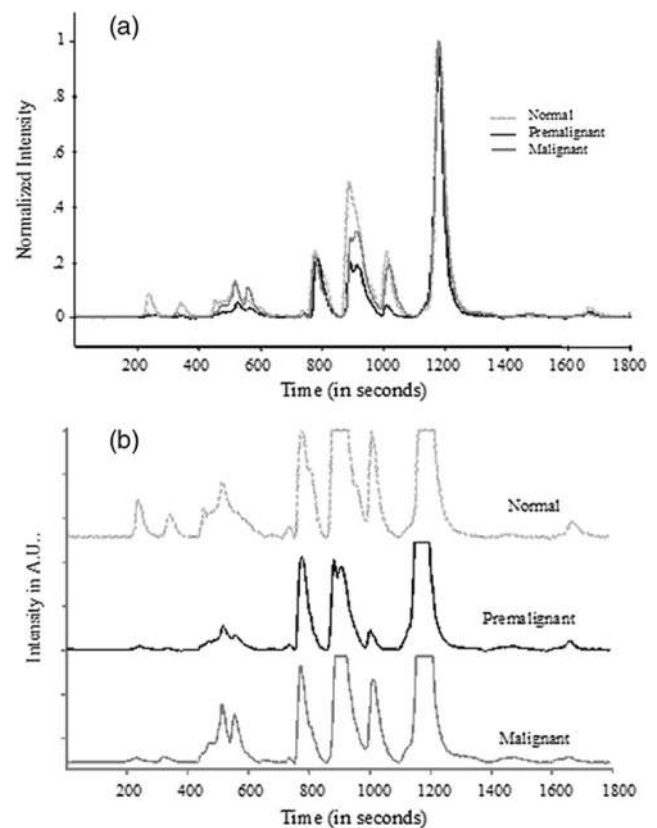 (a)
Normalized Intensity
1
.8
.6
.4
.2
0
Normal
Premalignant
Malignant
200 400 600 800 1000 1200 1400 1600 1800
Time (in seconds)
(b)
Intensity in A.U..
Normal
Premalignant
Malignant
200 400 600 800 1000 1200 1400 1600 1800
Time (in seconds)